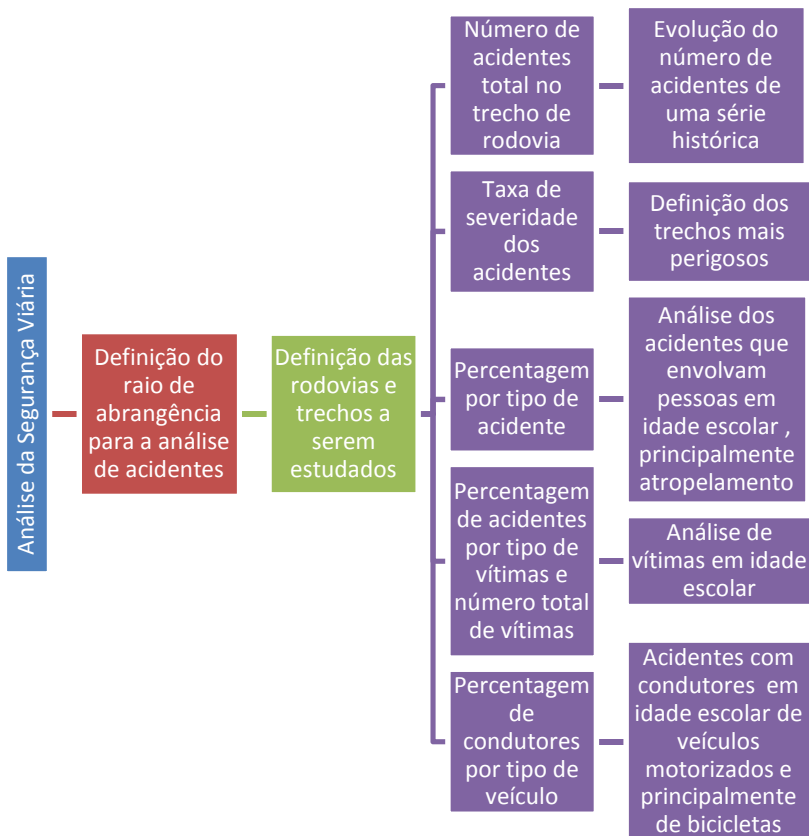 Análise da Segurança Viária
Definição do
raio de
abrangência
para a análise
de acidentes
Definição das
rodovias e
trechos a
serem
estudados
Número de
acidentes
total no
trecho de
rodovia
Evolução do
número de
acidentes de
uma série
histórica
Taxa de
severidade
dos
acidentes
Definição dos
trechos mais
perigosos
Percentagem
por tipo de
acidente
Análise dos
acidentes que
envolvam
pessoas em
idade escolar ,
principalmente
atropelamento
Percentagem
de acidentes
por tipo de
vítimas e
número total
de vítimas
Análise de
vítimas em idade
escolar
Percentagem
de
condutores
por tipo de
veículo
Acidentes com
condutores em
idade escolar de
veículos
motorizados e
principalmente
de bicicletas